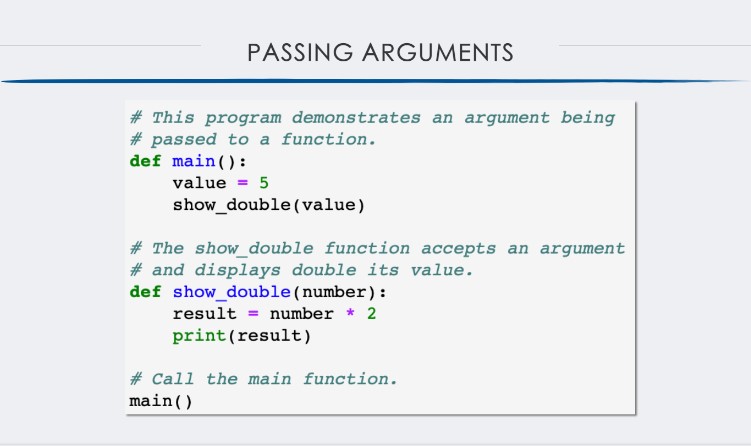 PASSING ARGUMENTS
# This program demonstrates an argument being
# passed to a function.
def main():
    value = 5
    show_double(value)
# The show_double function accepts an argument
# and displays double its value.
def show_double(number):
    result = number * 2
    print(result)
# Call the main function.
main()